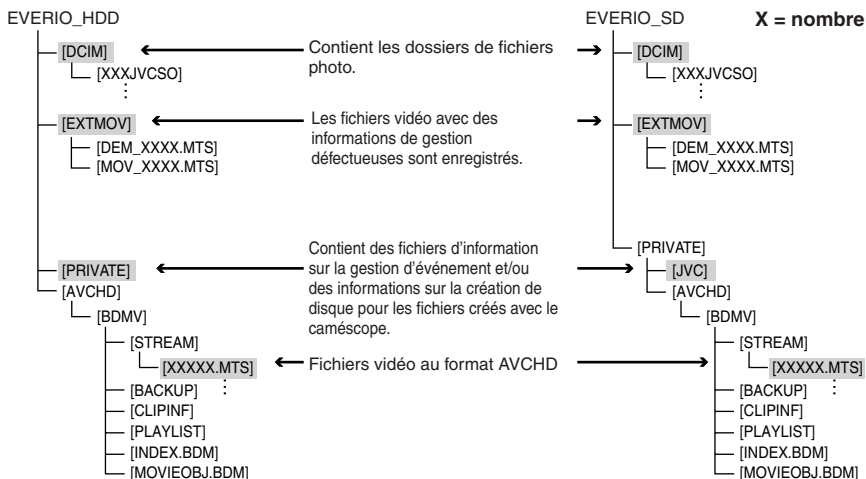 EVERIO_HDD
[DCIM]
[XXXJVCSO]
[EXTMOV]
[DEM_XXXX.MTS]
[MOV_XXXX.MTS]
[PRIVATE]
[AVCHD]
[BDMV]
[STREAM]
[XXXXX.MTS]
[BACKUP]
[CLIPINF]
[PLAYLIST]
[INDEX.BDM]
[MOVIEOBJ.BDM]
Contient les dossiers de fichiers
photo.
Les fichiers vidéo avec des
informations de gestion
défectueuses sont enregistrés.
Contient des fichiers d'information
sur la gestion d'événement et/ou
des informations sur la création de
disque pour les fichiers créés avec le
caméscope.
Fichiers vidéo au format AVCHD
EVERIO_SD
X = nombre
[DCIM]
[XXXJVCSO]
[EXTMOV]
[DEM_XXXX.MTS]
[MOV_XXXX.MTS]
[PRIVATE]
[JVC]
[AVCHD]
[BDMV]
[STREAM]
[XXXXX.MTS]
[BACKUP]
[CLIPINF]
[PLAYLIST]
[INDEX.BDM]
[MOVIEOBJ.BDM]